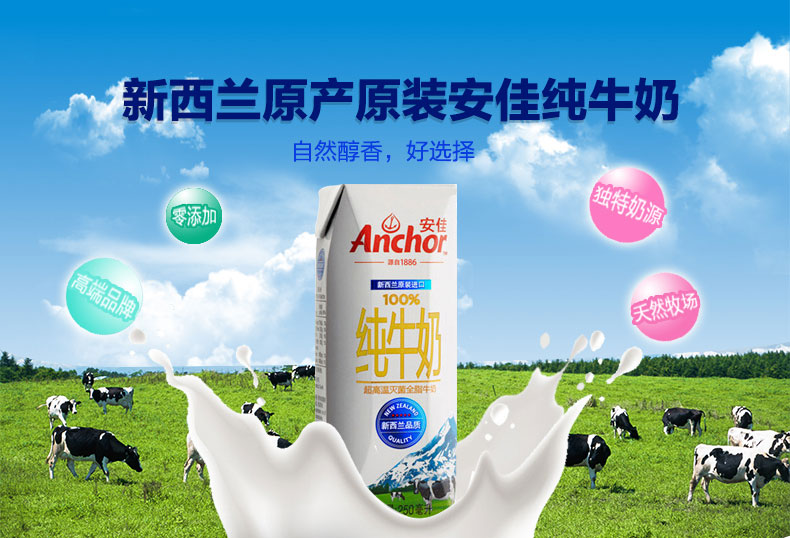 新西兰原产原装安佳纯牛奶
自然醇香，好选择
零添加
独特奶源
高端品牌
天然牧场
安佳
Anchor
源自1886
新西兰原装进口
100%
纯牛奶
超高温灭菌全脂牛奶
NEW ZEALAND
新西兰品质
QUALITY
250毫升